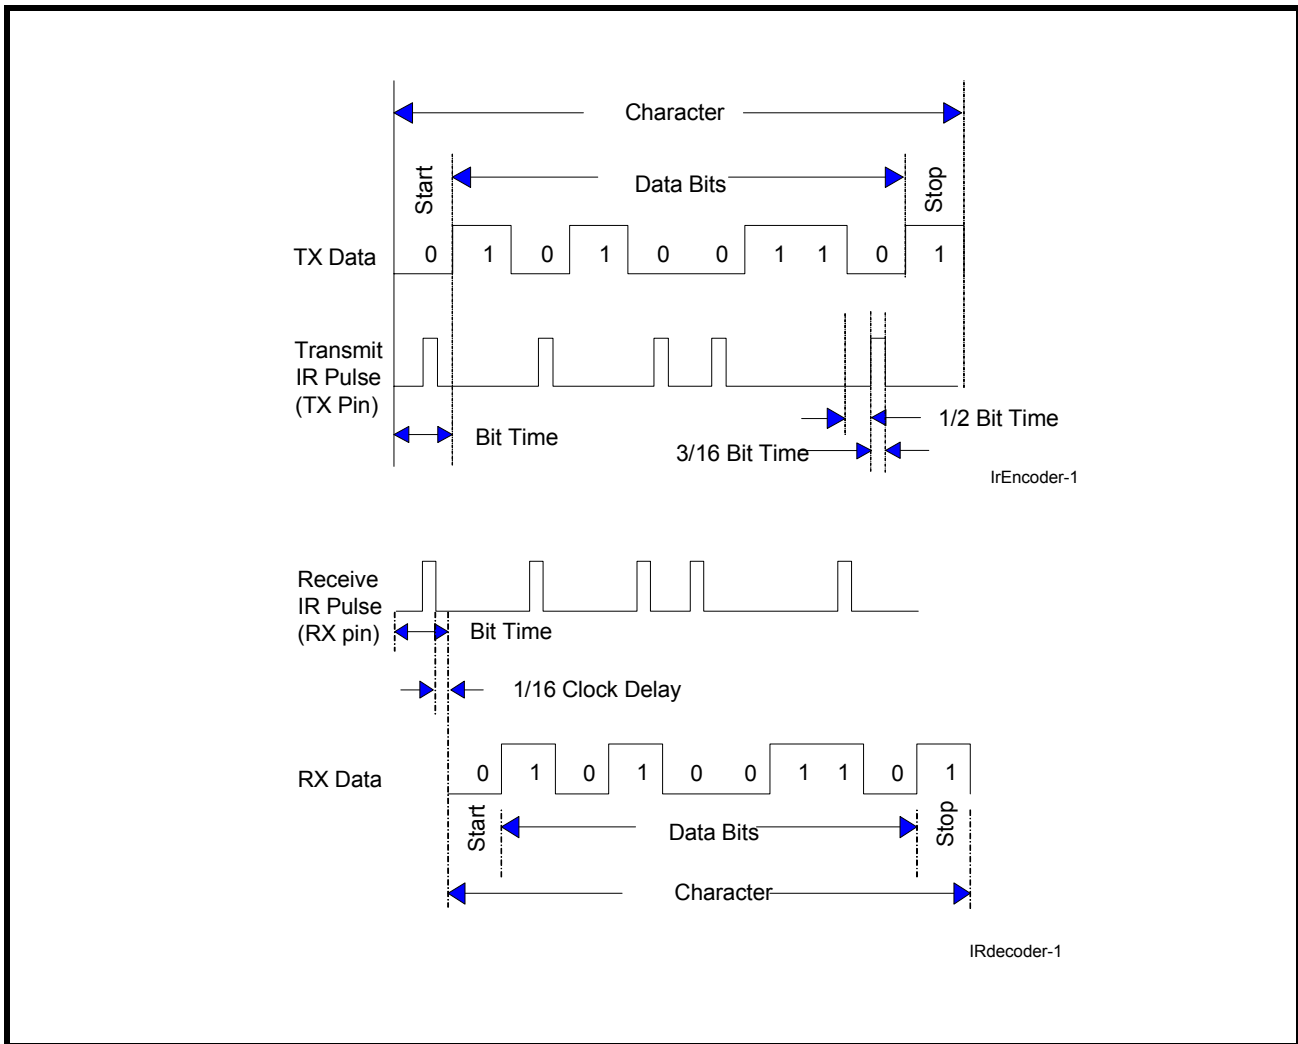 Character
Start
Data Bits
Stop
TX Data 0 1 0 1 0 0 1 1 0 1
Transmit
IR Pulse
(TX Pin)
Bit Time
1/2 Bit Time
3/16 Bit Time
IrEncoder-1
Receive
IR Pulse
(RX pin)
Bit Time
1/16 Clock Delay
RX Data 0 1 0 1 0 0 1 1 0 1
Start
Data Bits
Stop
Character
IRdecoder-1